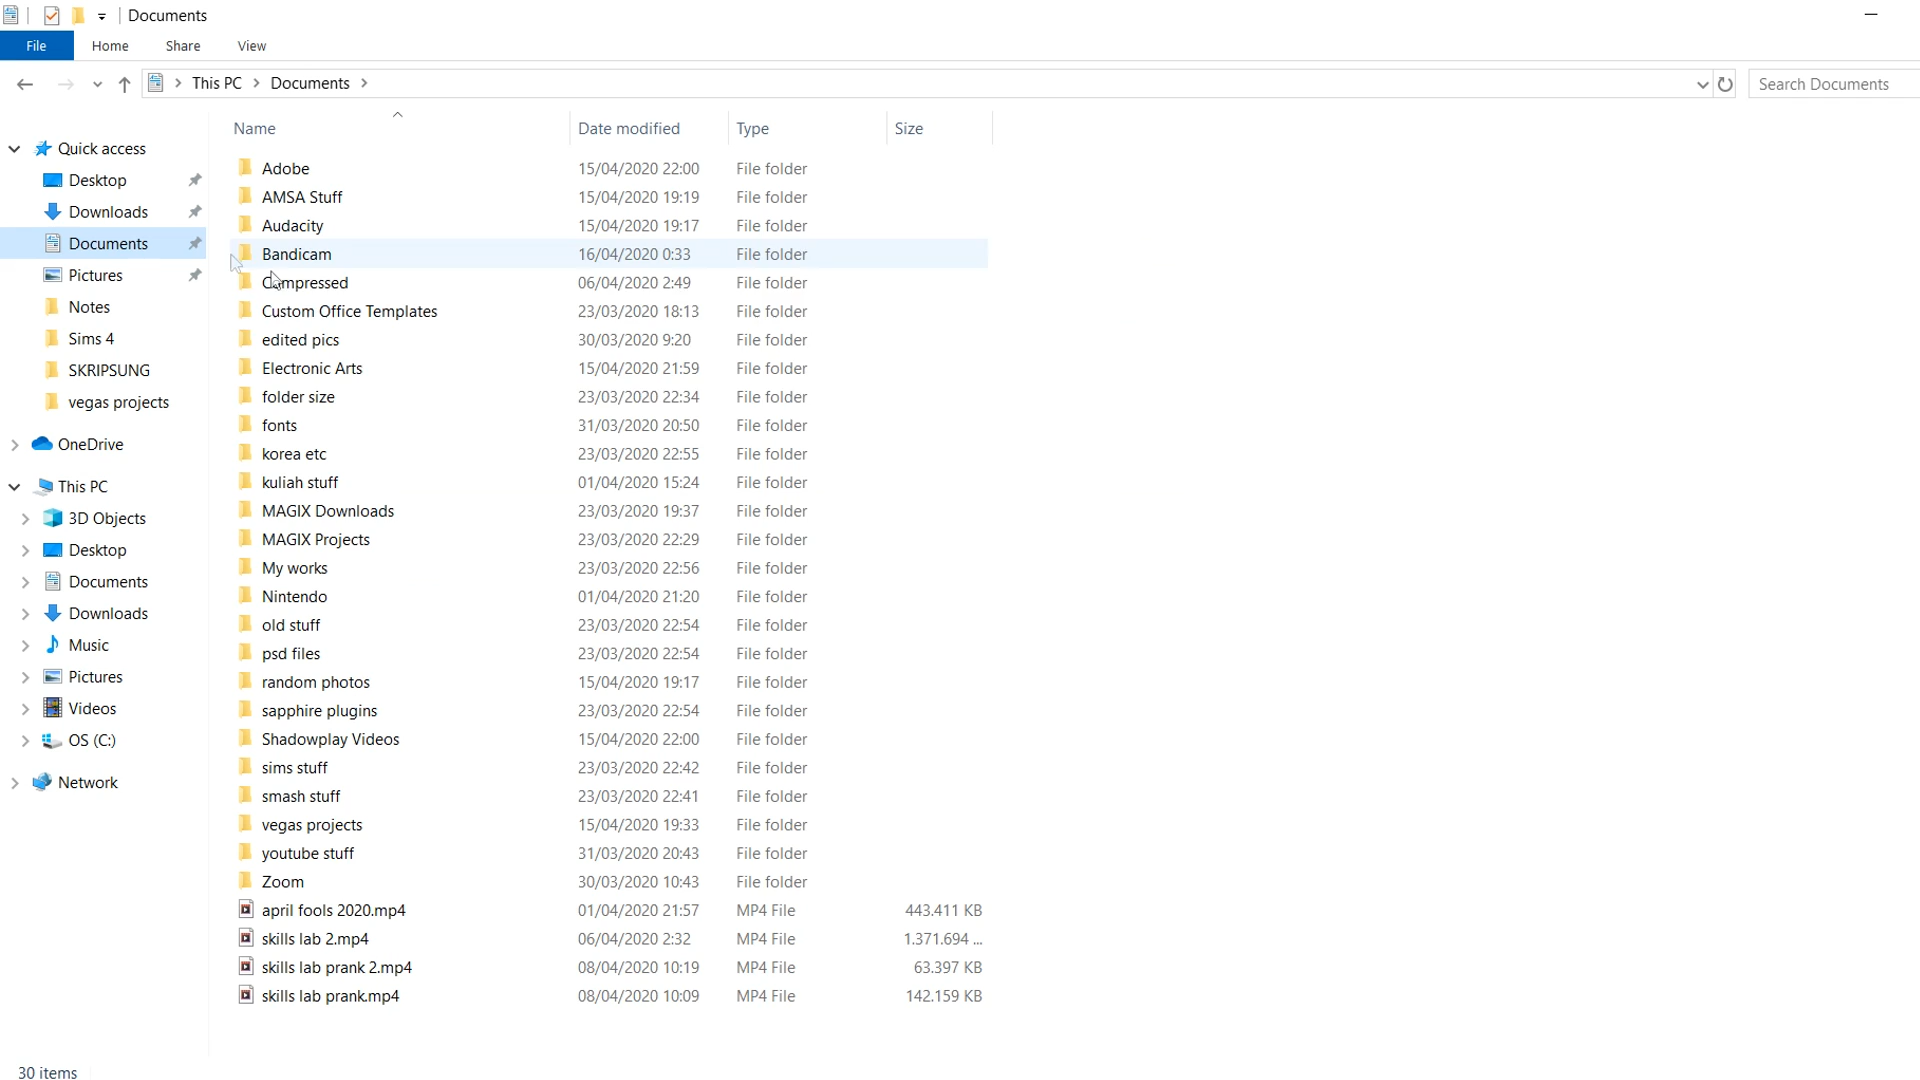 Documents
File Home Share View
This PC > Documents >
Search Documents
Name Date modified Type Size
Quick access
Desktop
Downloads
Documents
Pictures
Notes
Sims 4
SKRIPSUNG
vegas projects
OneDrive
This PC
3D Objects
Desktop
Documents
Downloads
Music
Pictures
Videos
OS (C:)
Network
Adobe 15/04/2020 22:00 File folder
AMSA Stuff 15/04/2020 19:19 File folder
Audacity 15/04/2020 19:17 File folder
Bandicam 16/04/2020 0:33 File folder
Compressed 06/04/2020 2:49 File folder
Custom Office Templates 23/03/2020 18:13 File folder
edited pics 30/03/2020 9:20 File folder
Electronic Arts 15/04/2020 21:59 File folder
folder size 23/03/2020 22:34 File folder
fonts 31/03/2020 20:50 File folder
korea etc 23/03/2020 22:55 File folder
kuliah stuff 01/04/2020 15:24 File folder
MAGIX Downloads 23/03/2020 19:37 File folder
MAGIX Projects 23/03/2020 22:29 File folder
My works 23/03/2020 22:56 File folder
Nintendo 01/04/2020 21:20 File folder
old stuff 23/03/2020 22:54 File folder
psd files 23/03/2020 22:54 File folder
random photos 15/04/2020 19:17 File folder
sapphire plugins 23/03/2020 22:54 File folder
Shadowplay Videos 15/04/2020 22:00 File folder
sims stuff 23/03/2020 22:42 File folder
smash stuff 23/03/2020 22:41 File folder
vegas projects 15/04/2020 19:33 File folder
youtube stuff 31/03/2020 20:43 File folder
Zoom 30/03/2020 10:43 File folder
april fools 2020.mp4 01/04/2020 21:57 MP4 File 443.411 KB
skills lab 2.mp4 06/04/2020 2:32 MP4 File 1.371.694 ...
skills lab prank 2.mp4 08/04/2020 10:19 MP4 File 63.397 KB
skills lab prank.mp4 08/04/2020 10:09 MP4 File 142.159 KB
30 items